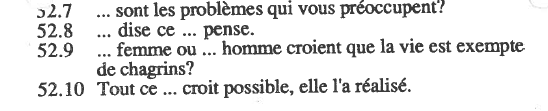 52.7 ... sont les problèmes qui vous préoccupent?
52.8 ... dise ce ... pense.
52.9 ... femme ou ... homme croient que la vie est exempte
de chagrins?
52.10 Tout ce ... croit possible, elle l'a réalisé.